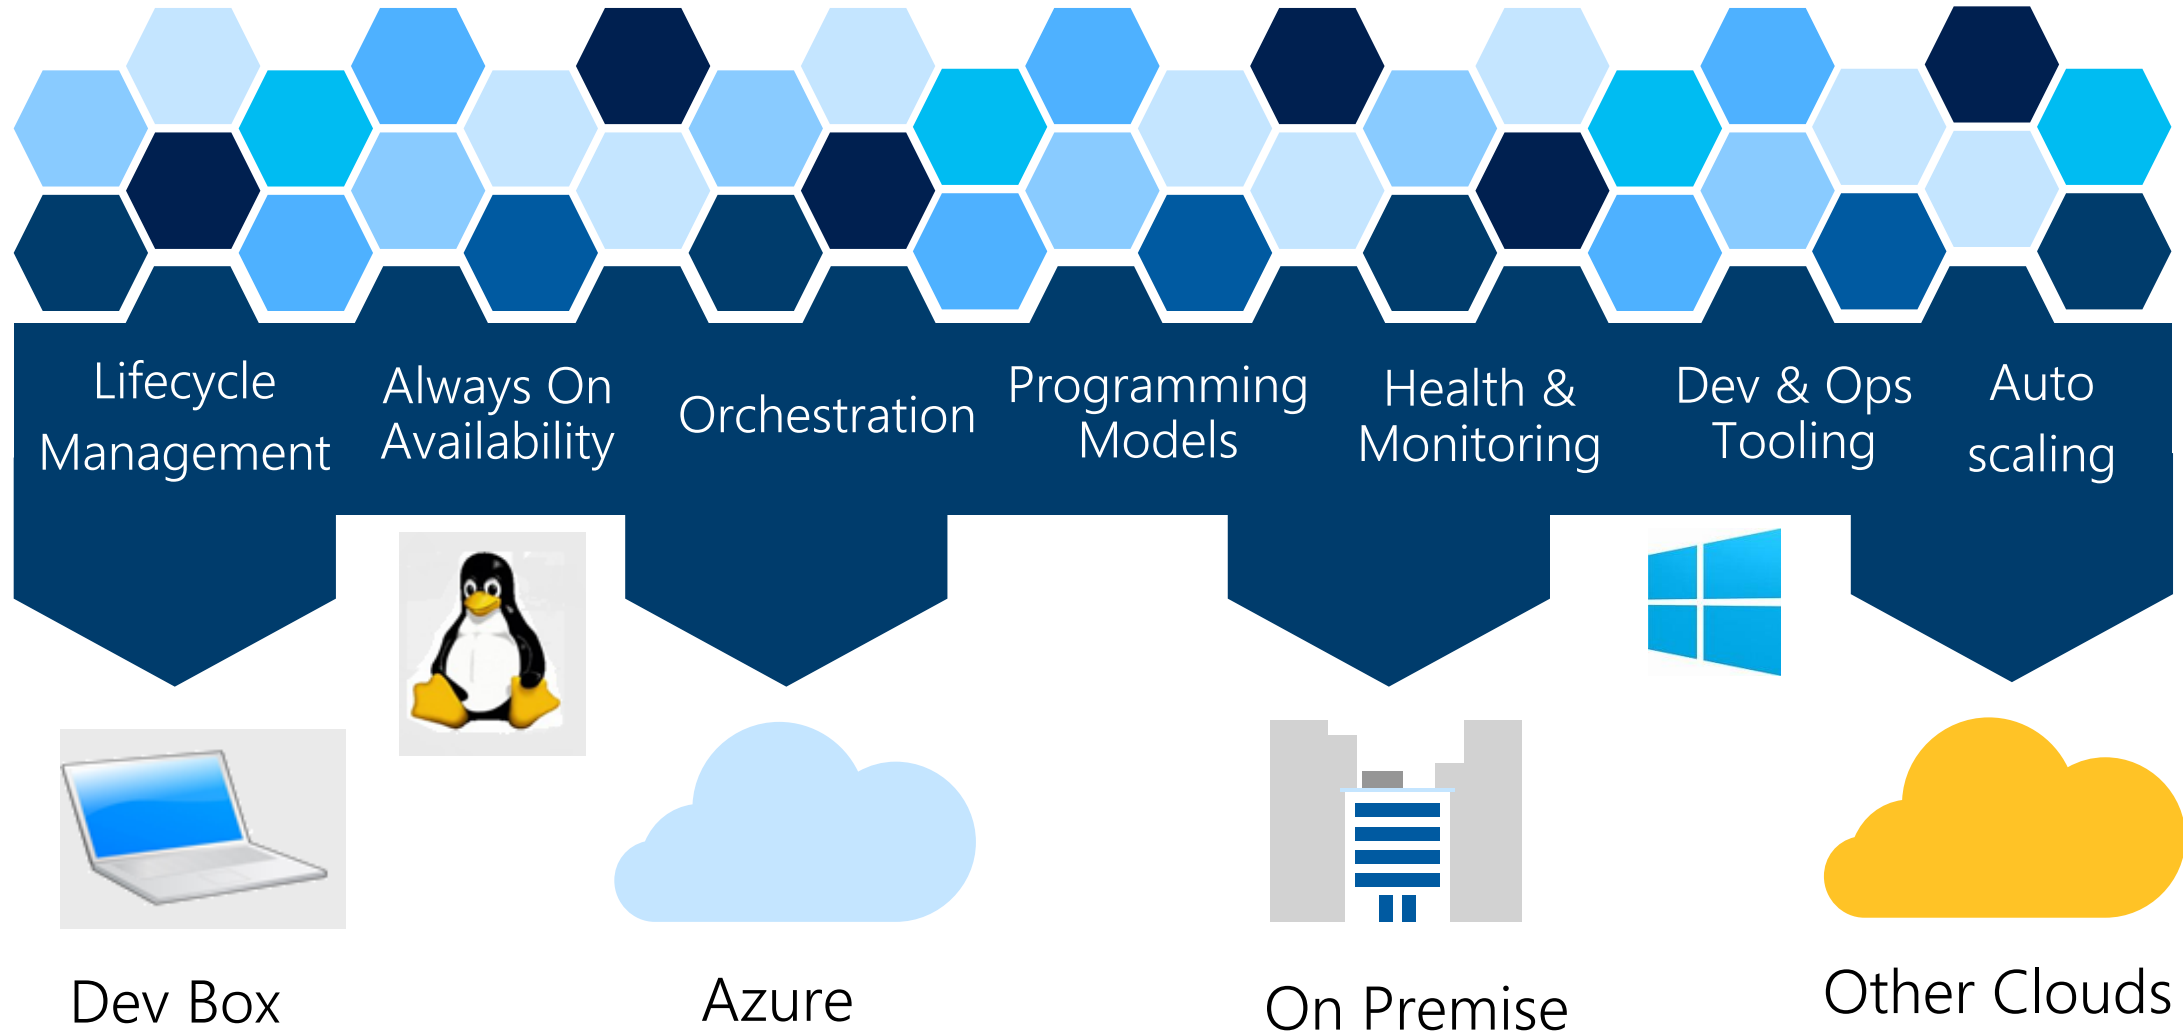 Lifecycle
Management
Always On
Availability
Orchestration
Programming
Models
Health &
Monitoring
Dev & Ops
Tooling
Auto
scaling
Dev Box
Azure
On Premise
Other Clouds